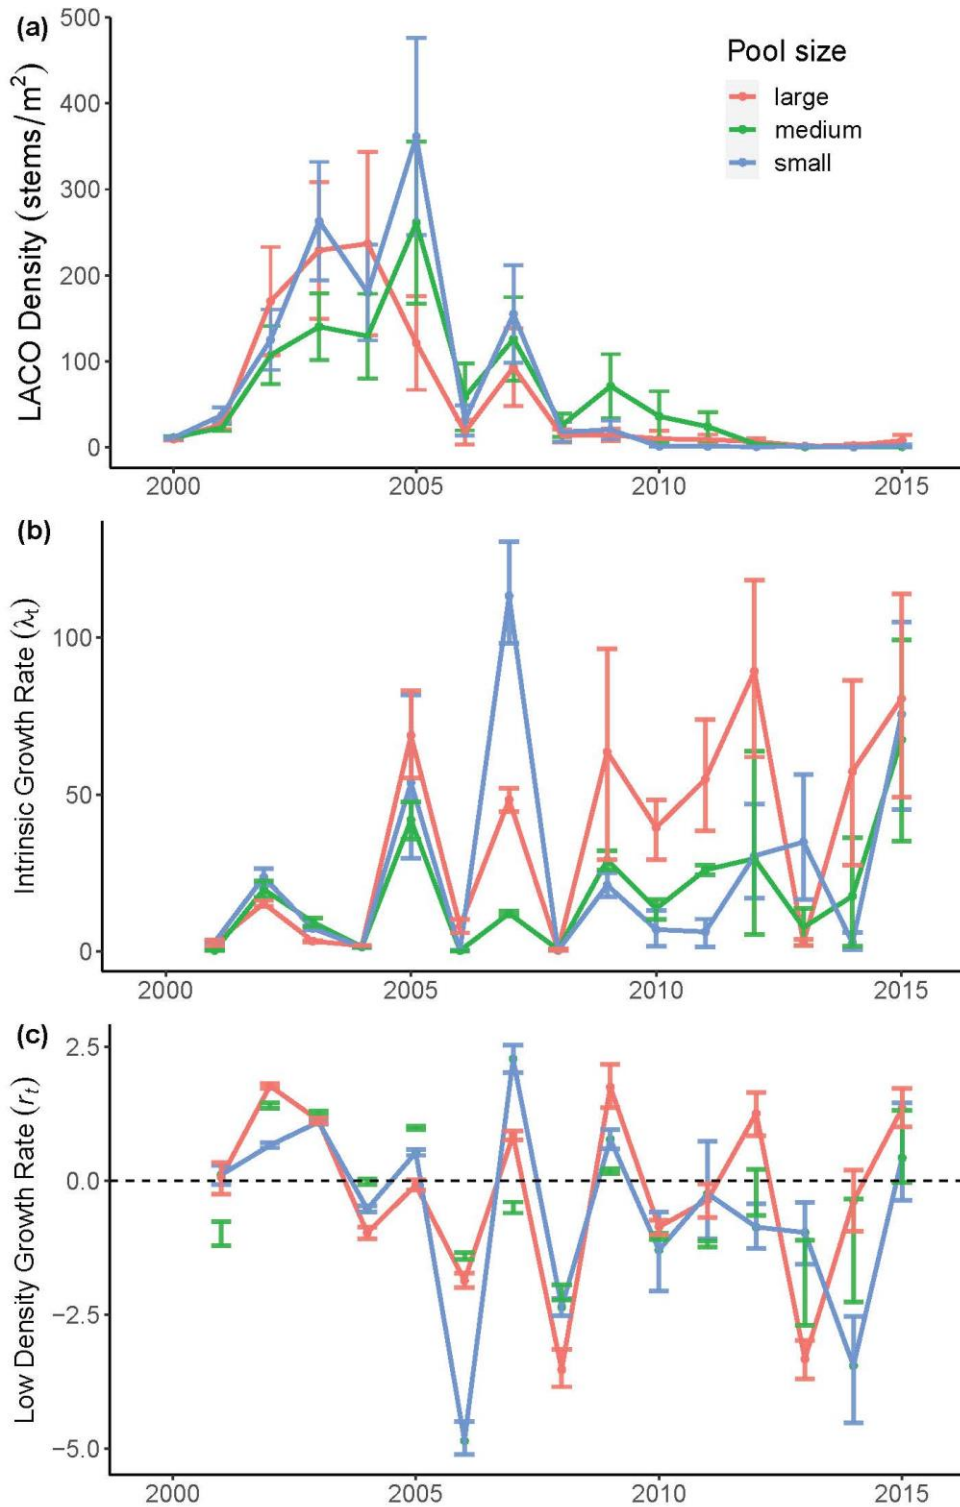 (a)
LACO Density (stems/m²)
500
400
300
200
100
0
Pool size
large
medium
small
2000 2005 2010 2015
(b)
Intrinsic Growth Rate (λt)
100
50
0
2000 2005 2010 2015
(c)
Low Density Growth Rate (rt)
2.5
0.0
−2.5
−5.0
2000 2005 2010 2015